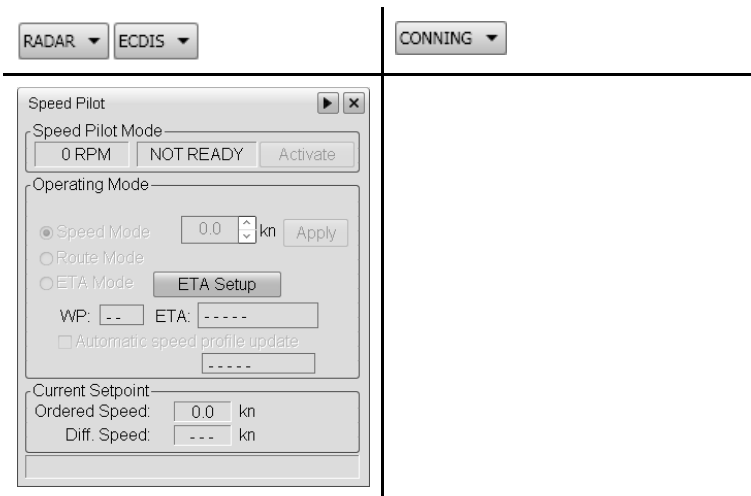 RADAR ECDIS CONNING
Speed Pilot
Speed Pilot Mode
0 RPM NOT READY Activate
Operating Mode
Speed Mode 0.0 kn Apply
Route Mode
ETA Mode ETA Setup
WP: -- ETA: -----
Automatic speed profile update
-----
Current Setpoint
Ordered Speed: 0.0 kn
Diff. Speed: --- kn